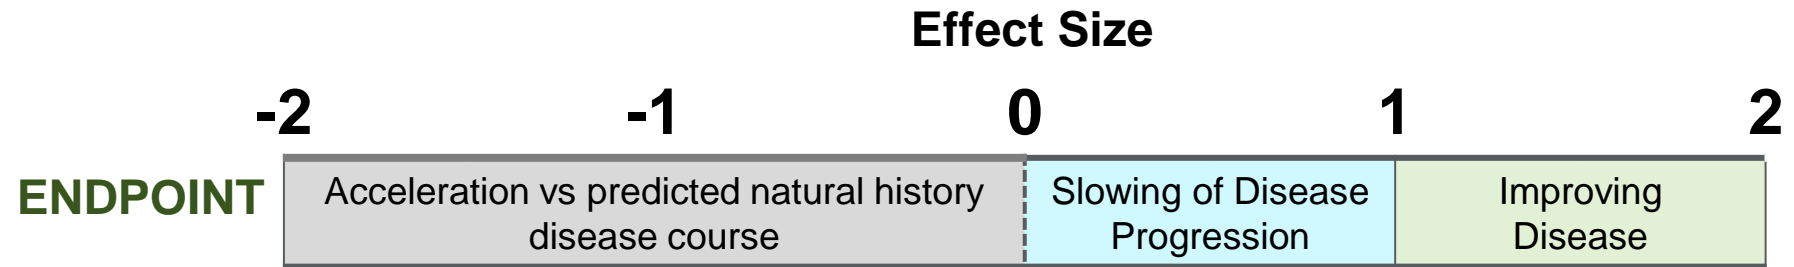 Effect Size
-2 -1 0 1 2
ENDPOINT
Acceleration vs predicted natural history
disease course
Slowing of Disease
Progression
Improving
Disease